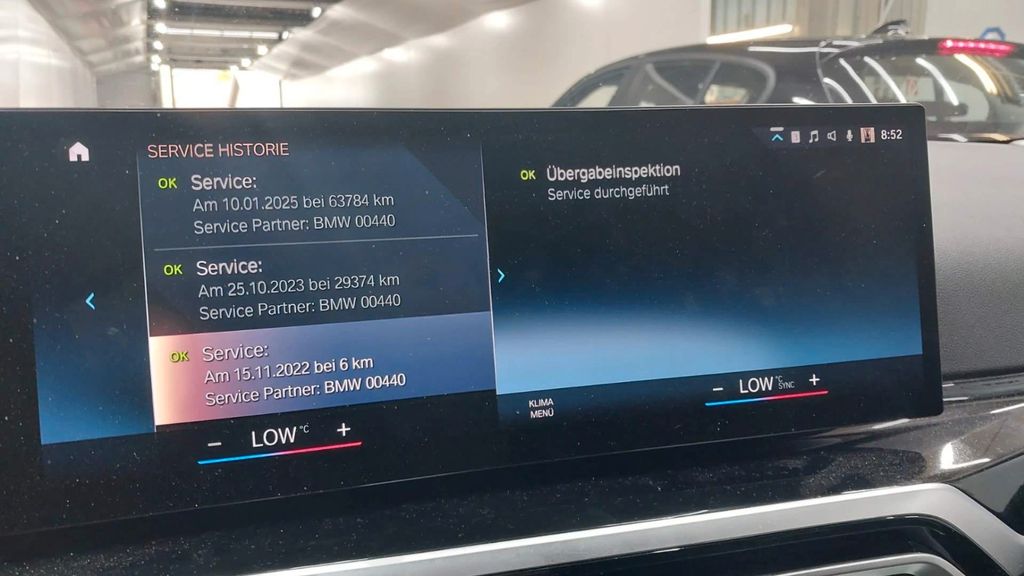 SERVICE HISTORIE
8:52
OK Service:
Am 10.01.2025 bei 63784 km
Service Partner: BMW 00440
OK Service:
Am 25.10.2023 bei 29374 km
Service Partner: BMW 00440
OK Service:
Am 15.11.2022 bei 6 km
Service Partner: BMW 00440
OK Übergabeinspektion
Service durchgeführt
− LOW °C +
KLIMA
MENÜ
− LOW °C SYNC +